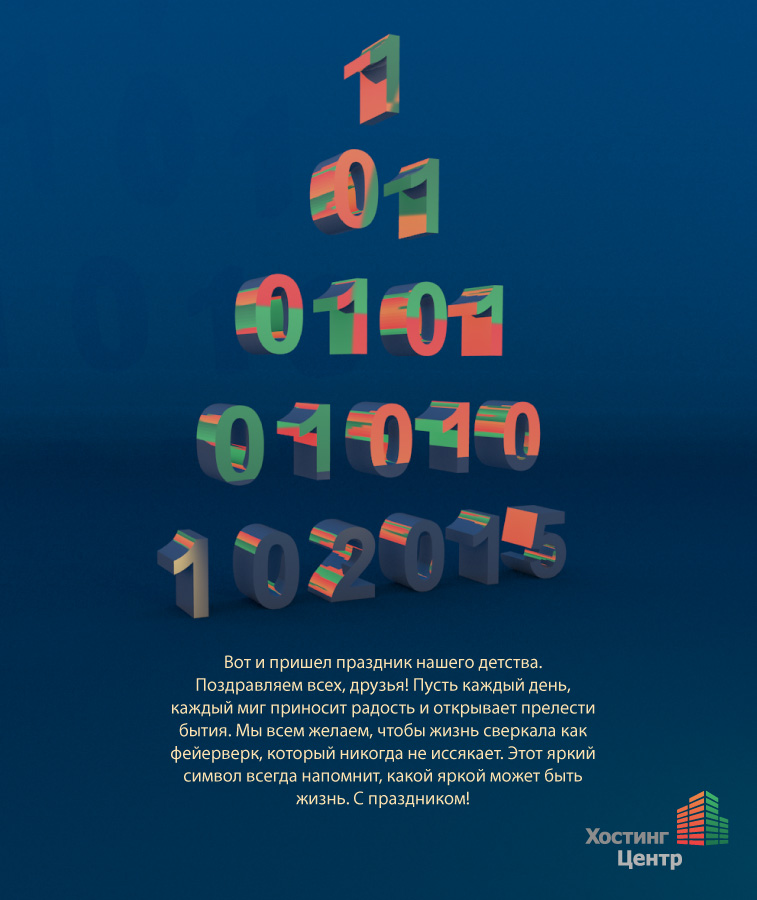 1
01
0101
01010
102015
Вот и пришел праздник нашего детства.
Поздравляем всех, друзья! Пусть каждый день,
каждый миг приносит радость и открывает прелести
бытия. Мы всем желаем, чтобы жизнь сверкала как
фейерверк, который никогда не иссякает. Этот яркий
символ всегда напомнит, какой яркой может быть
жизнь. С праздником!
Хостинг
Центр